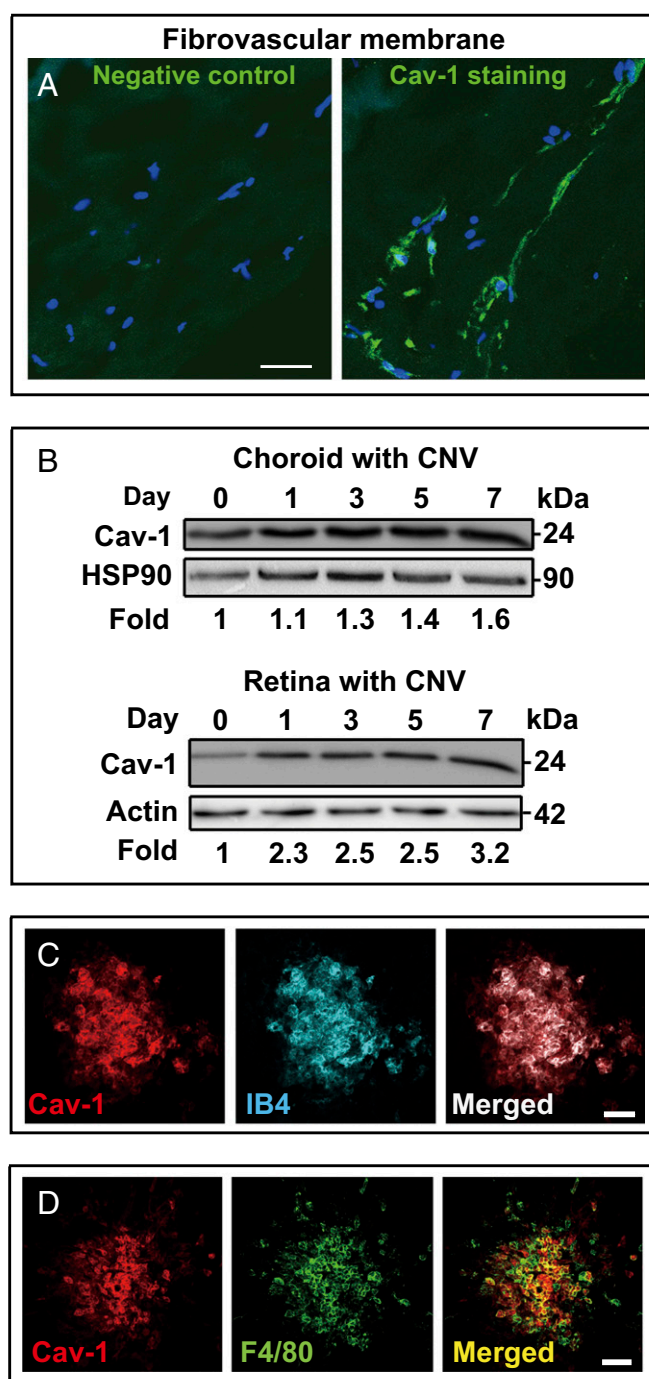 Fibrovascular membrane
A Negative control Cav-1 staining
B Choroid with CNV
Day 0 1 3 5 7 kDa
Cav-1 -24
HSP90 -90
Fold 1 1.1 1.3 1.4 1.6
Retina with CNV
Day 0 1 3 5 7 kDa
Cav-1 -24
Actin -42
Fold 1 2.3 2.5 2.5 3.2
C
Cav-1 IB4 Merged
D
Cav-1 F4/80 Merged